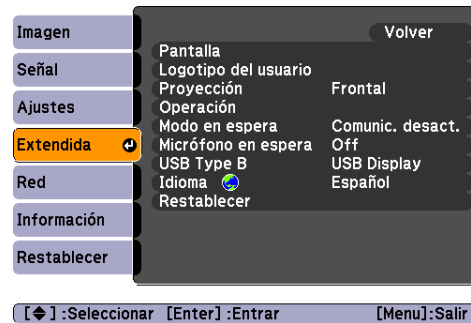 Imagen
Señal
Ajustes
Extendida
Red
Información
Restablecer
Volver
Pantalla
Logotipo del usuario
Proyección Frontal
Operación
Modo en espera Comunic. desact.
Micrófono en espera Off
USB Type B USB Display
Idioma Español
Restablecer
[◆] :Seleccionar [Enter] :Entrar [Menu]:Salir